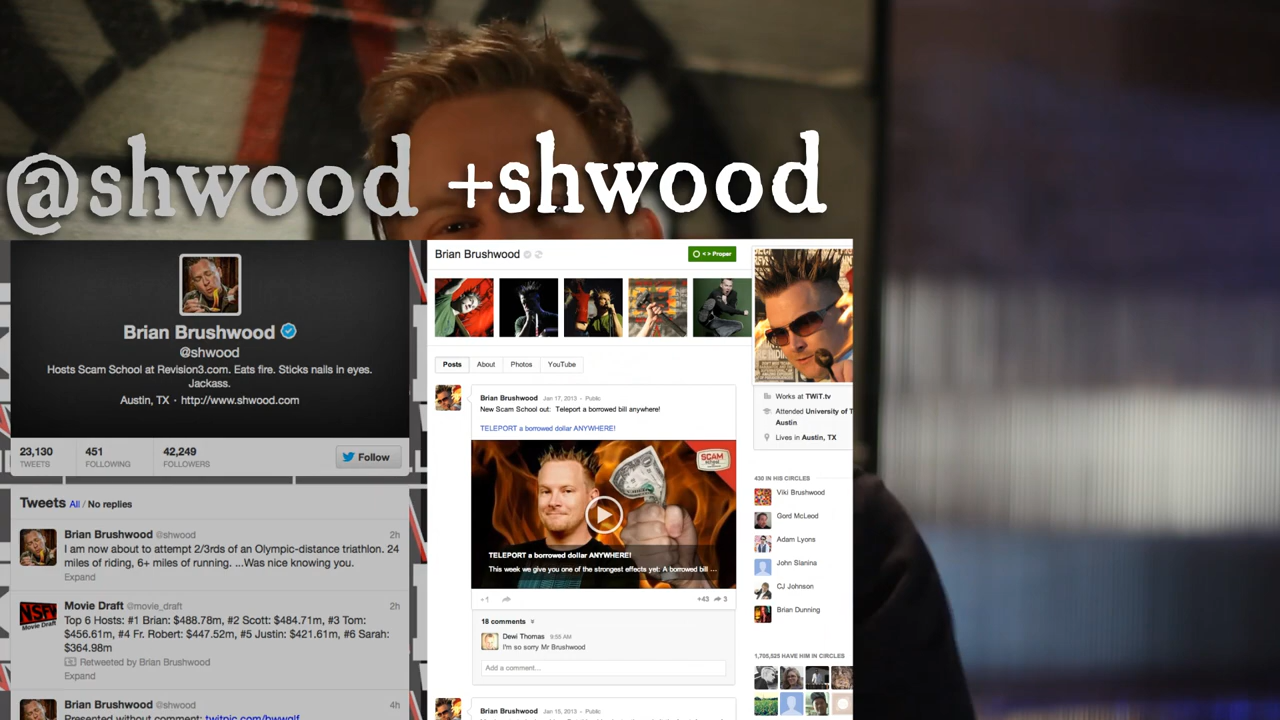 @shwood +shwood
Brian Brushwood
@shwood
Host Scam School at Revision3.com. Eats fire. Sticks nails in eyes.
Jackass.
Austin, TX · http://www.shwood.com
23,130
TWEETS
451
FOLLOWING
42,249
FOLLOWERS
Follow
Tweets All / No replies
Brian Brushwood @shwood 2h
I am now about to attempt 2/3rds of an Olympic-distance triathlon. 24
miles of riding, 6+ miles of running. ...Was nice knowing you.
Expand
NSFW
Movie Draft
Movie Draft @movie_draft 2h
Top 6 Hosts: #1 Brian: $488.78m, #2 Scott: $484.71m, #3 Tom:
$456.61m, #4 Fr. Robert: $447.52m, #5 Justin: $421.61m, #6 Sarah:
$364.98m
Retweeted by Brian Brushwood
Expand
Brian Brushwood @shwood 4h
Presented without comment:
Brian Brushwood
< > Proper
Posts About Photos YouTube
Brian Brushwood Jan 17, 2013 - Public
New Scam School out: Teleport a borrowed bill anywhere!
TELEPORT a borrowed dollar ANYWHERE!
SCAM
SCHOOL
TELEPORT a borrowed dollar ANYWHERE!
This week we give you one of the strongest effects yet: A borrowed bill ...
+1
+43 3
18 comments
Dewi Thomas 9:55 AM
I'm so sorry Mr Brushwood
Add a comment...
Brian Brushwood Jan 15, 2013 - Public
Works at TWiT.tv
Attended University of T
Austin
Lives in Austin, TX
430 IN HIS CIRCLES
Viki Brushwood
Gord McLeod
Adam Lyons
John Slanina
CJ Johnson
Brian Dunning
1,705,525 HAVE HIM IN CIRCLES